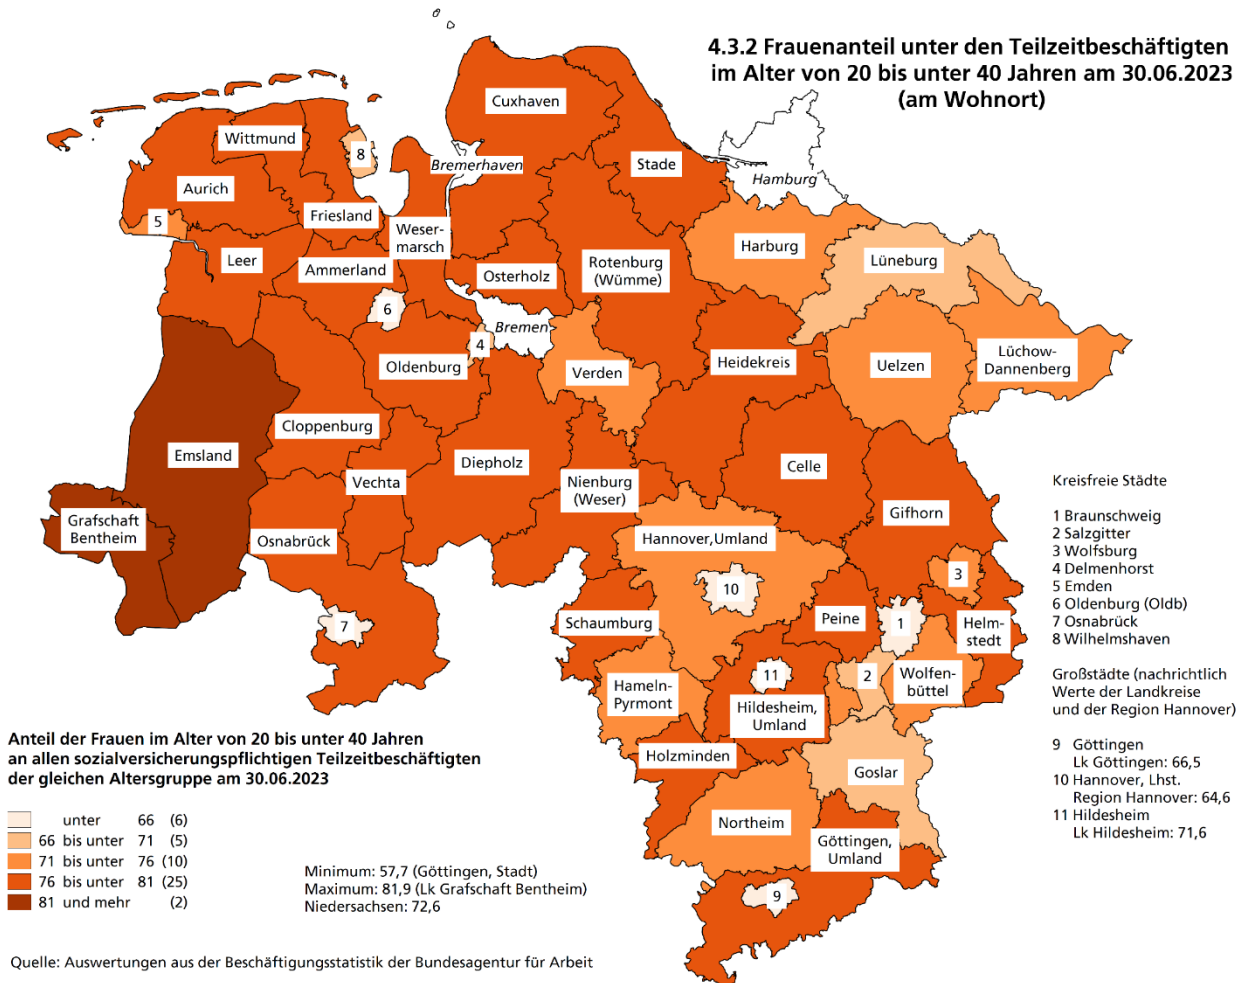 4.3.2 Frauenanteil unter den Teilzeitbeschäftigten
im Alter von 20 bis unter 40 Jahren am 30.06.2023
(am Wohnort)
Cuxhaven
Wittmund
8
Bremerhaven
Stade
Aurich
Hamburg
5
Friesland
Weser-
marsch
Harburg
Leer
Ammerland
Osterholz
Rotenburg
(Wümme)
Lüneburg
6
Bremen
4
Oldenburg
Verden
Heidekreis
Uelzen
Lüchow-
Dannenberg
Cloppenburg
Emsland
Diepholz
Celle
Vechta
Nienburg
(Weser)
Gifhorn
Grafschaft
Bentheim
Osnabrück
Hannover,Umland
3
10
7
Schaumburg
Peine
1
Helm-
stedt
11
2
Wolfen-
büttel
Hameln-
Pyrmont
Hildesheim,
Umland
Holzminden
Goslar
Northeim
Göttingen,
Umland
9
Kreisfreie Städte
1 Braunschweig
2 Salzgitter
3 Wolfsburg
4 Delmenhorst
5 Emden
6 Oldenburg (Oldb)
7 Osnabrück
8 Wilhelmshaven
Großstädte (nachrichtlich
Werte der Landkreise
und der Region Hannover)
9 Göttingen
Lk Göttingen: 66,5
10 Hannover, Lhst.
Region Hannover: 64,6
11 Hildesheim
Lk Hildesheim: 71,6
Anteil der Frauen im Alter von 20 bis unter 40 Jahren
an allen sozialversicherungspflichtigen Teilzeitbeschäftigten
der gleichen Altersgruppe am 30.06.2023
unter 66 (6)
66 bis unter 71 (5)
71 bis unter 76 (10)
76 bis unter 81 (25)
81 und mehr (2)
Minimum: 57,7 (Göttingen, Stadt)
Maximum: 81,9 (Lk Grafschaft Bentheim)
Niedersachsen: 72,6
Quelle: Auswertungen aus der Beschäftigungsstatistik der Bundesagentur für Arbeit